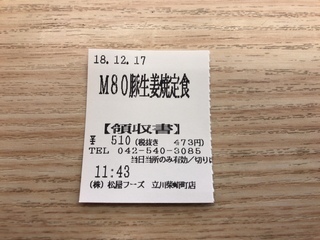 18.12.17
M80豚生姜焼定食
【領収書】
¥ 510(税抜き 473円)
TEL 042-540-3085
当日当所のみ有効/切り
11:43
(株)松屋フーズ 立川柴崎町店